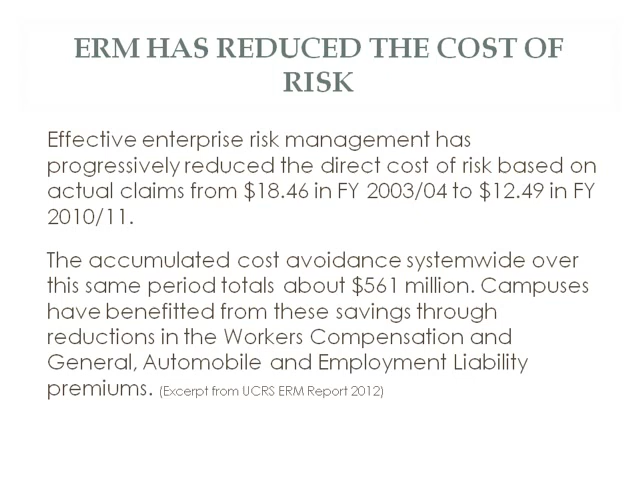 ERM HAS REDUCED THE COST OF
RISK
Effective enterprise risk management has
progressively reduced the direct cost of risk based on
actual claims from $18.46 in FY 2003/04 to $12.49 in FY
2010/11.
The accumulated cost avoidance systemwide over
this same period totals about $561 million. Campuses
have benefitted from these savings through
reductions in the Workers Compensation and
General, Automobile and Employment Liability
premiums. (Excerpt from UCRS ERM Report 2012)